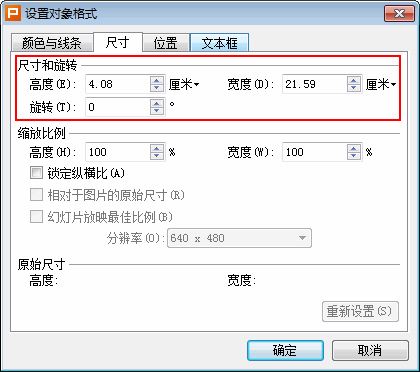 设置对象格式
颜色与线条 尺寸 位置 文本框
尺寸和旋转
高度(E): 4.08 厘米 宽度(D): 21.59 厘米
旋转(T): 0 °
缩放比例
高度(H): 100 % 宽度(W): 100 %
锁定纵横比(A)
相对于图片的原始尺寸(R)
幻灯片放映最佳比例(B)
分辨率(O): 640 x 480
原始尺寸
高度: 宽度:
重新设置(S)
确定 取消